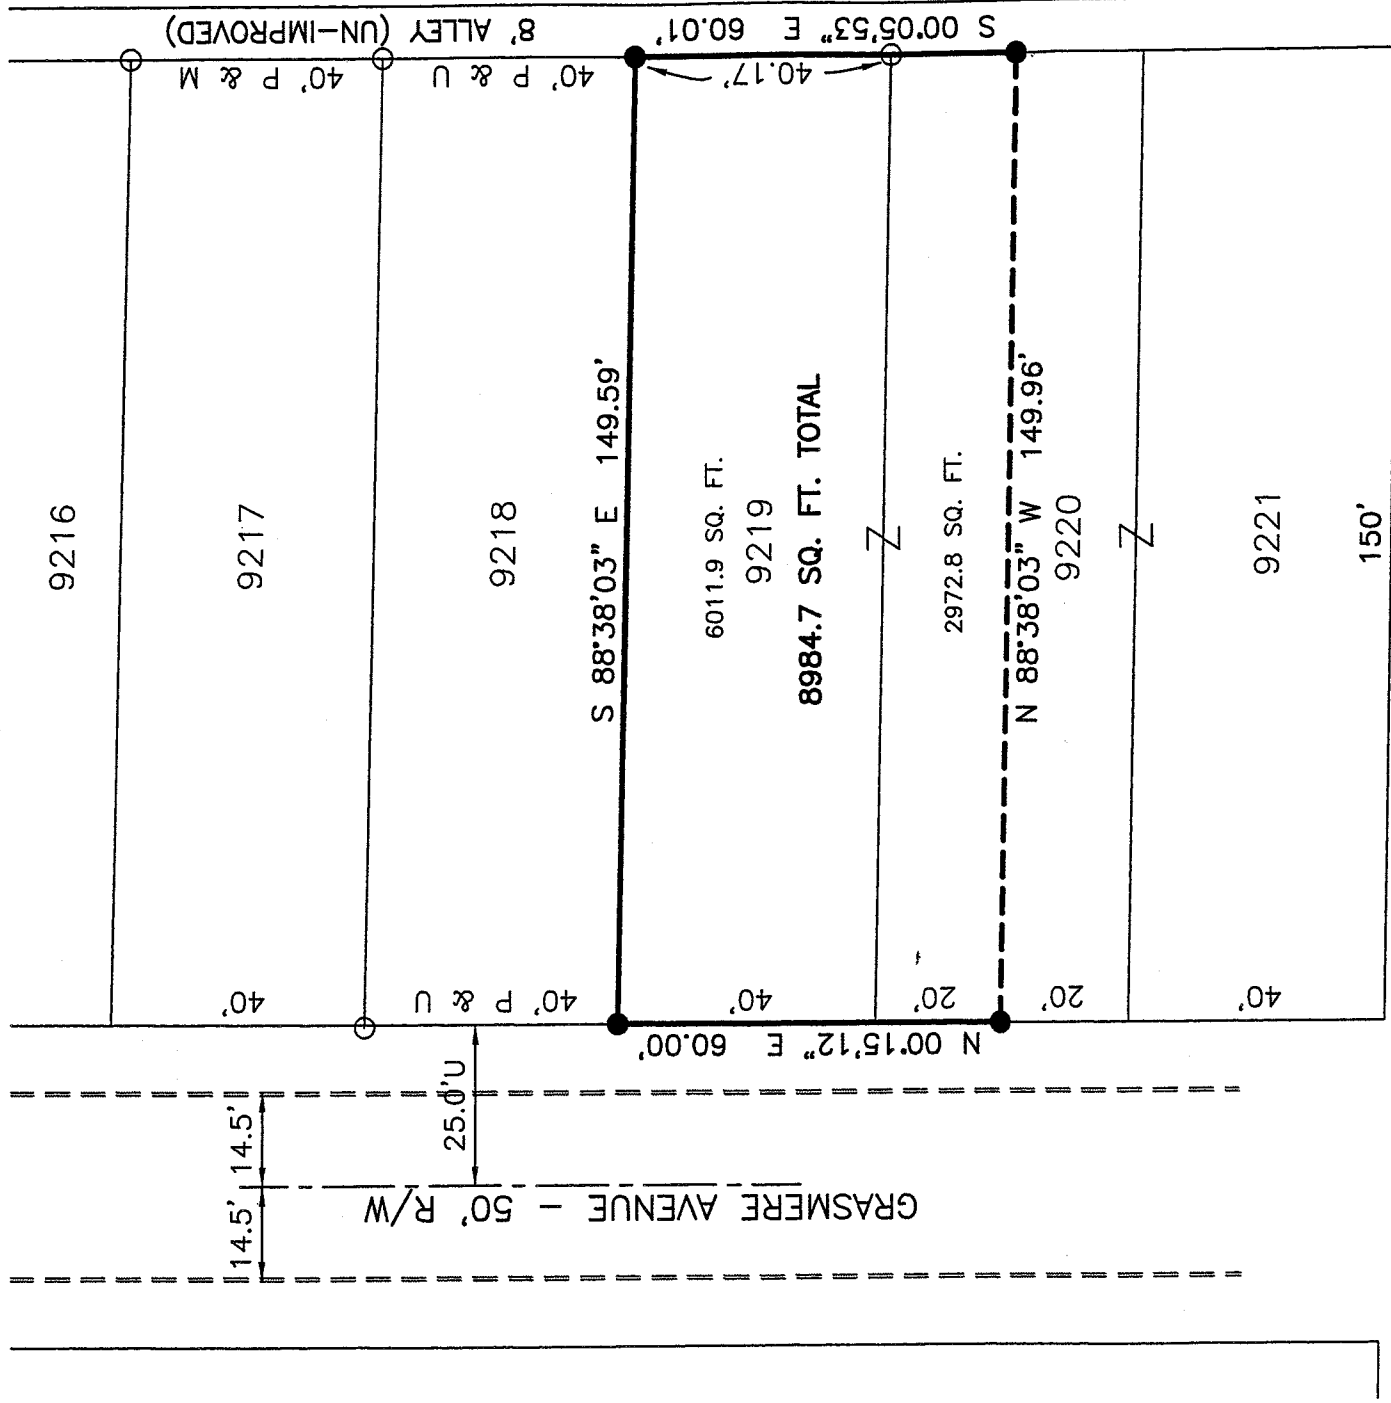 8' ALLEY (UN-IMPROVED)
S 00°05'53" E 60.01'
40' P & M
40' P & U
40.17'
9216
9217
9218
S 88°38'03" E 149.59'
6011.9 SQ. FT.
9219
8984.7 SQ. FT. TOTAL
2972.8 SQ. FT.
N 88°38'03" W 149.96'
9220
9221
150'
40'
40' P & U
40'
20'
20'
40'
N 00°15'12" E 60.00'
25.0'U
14.5'
14.5'
GRASMERE AVENUE - 50' R/W
Z
Z